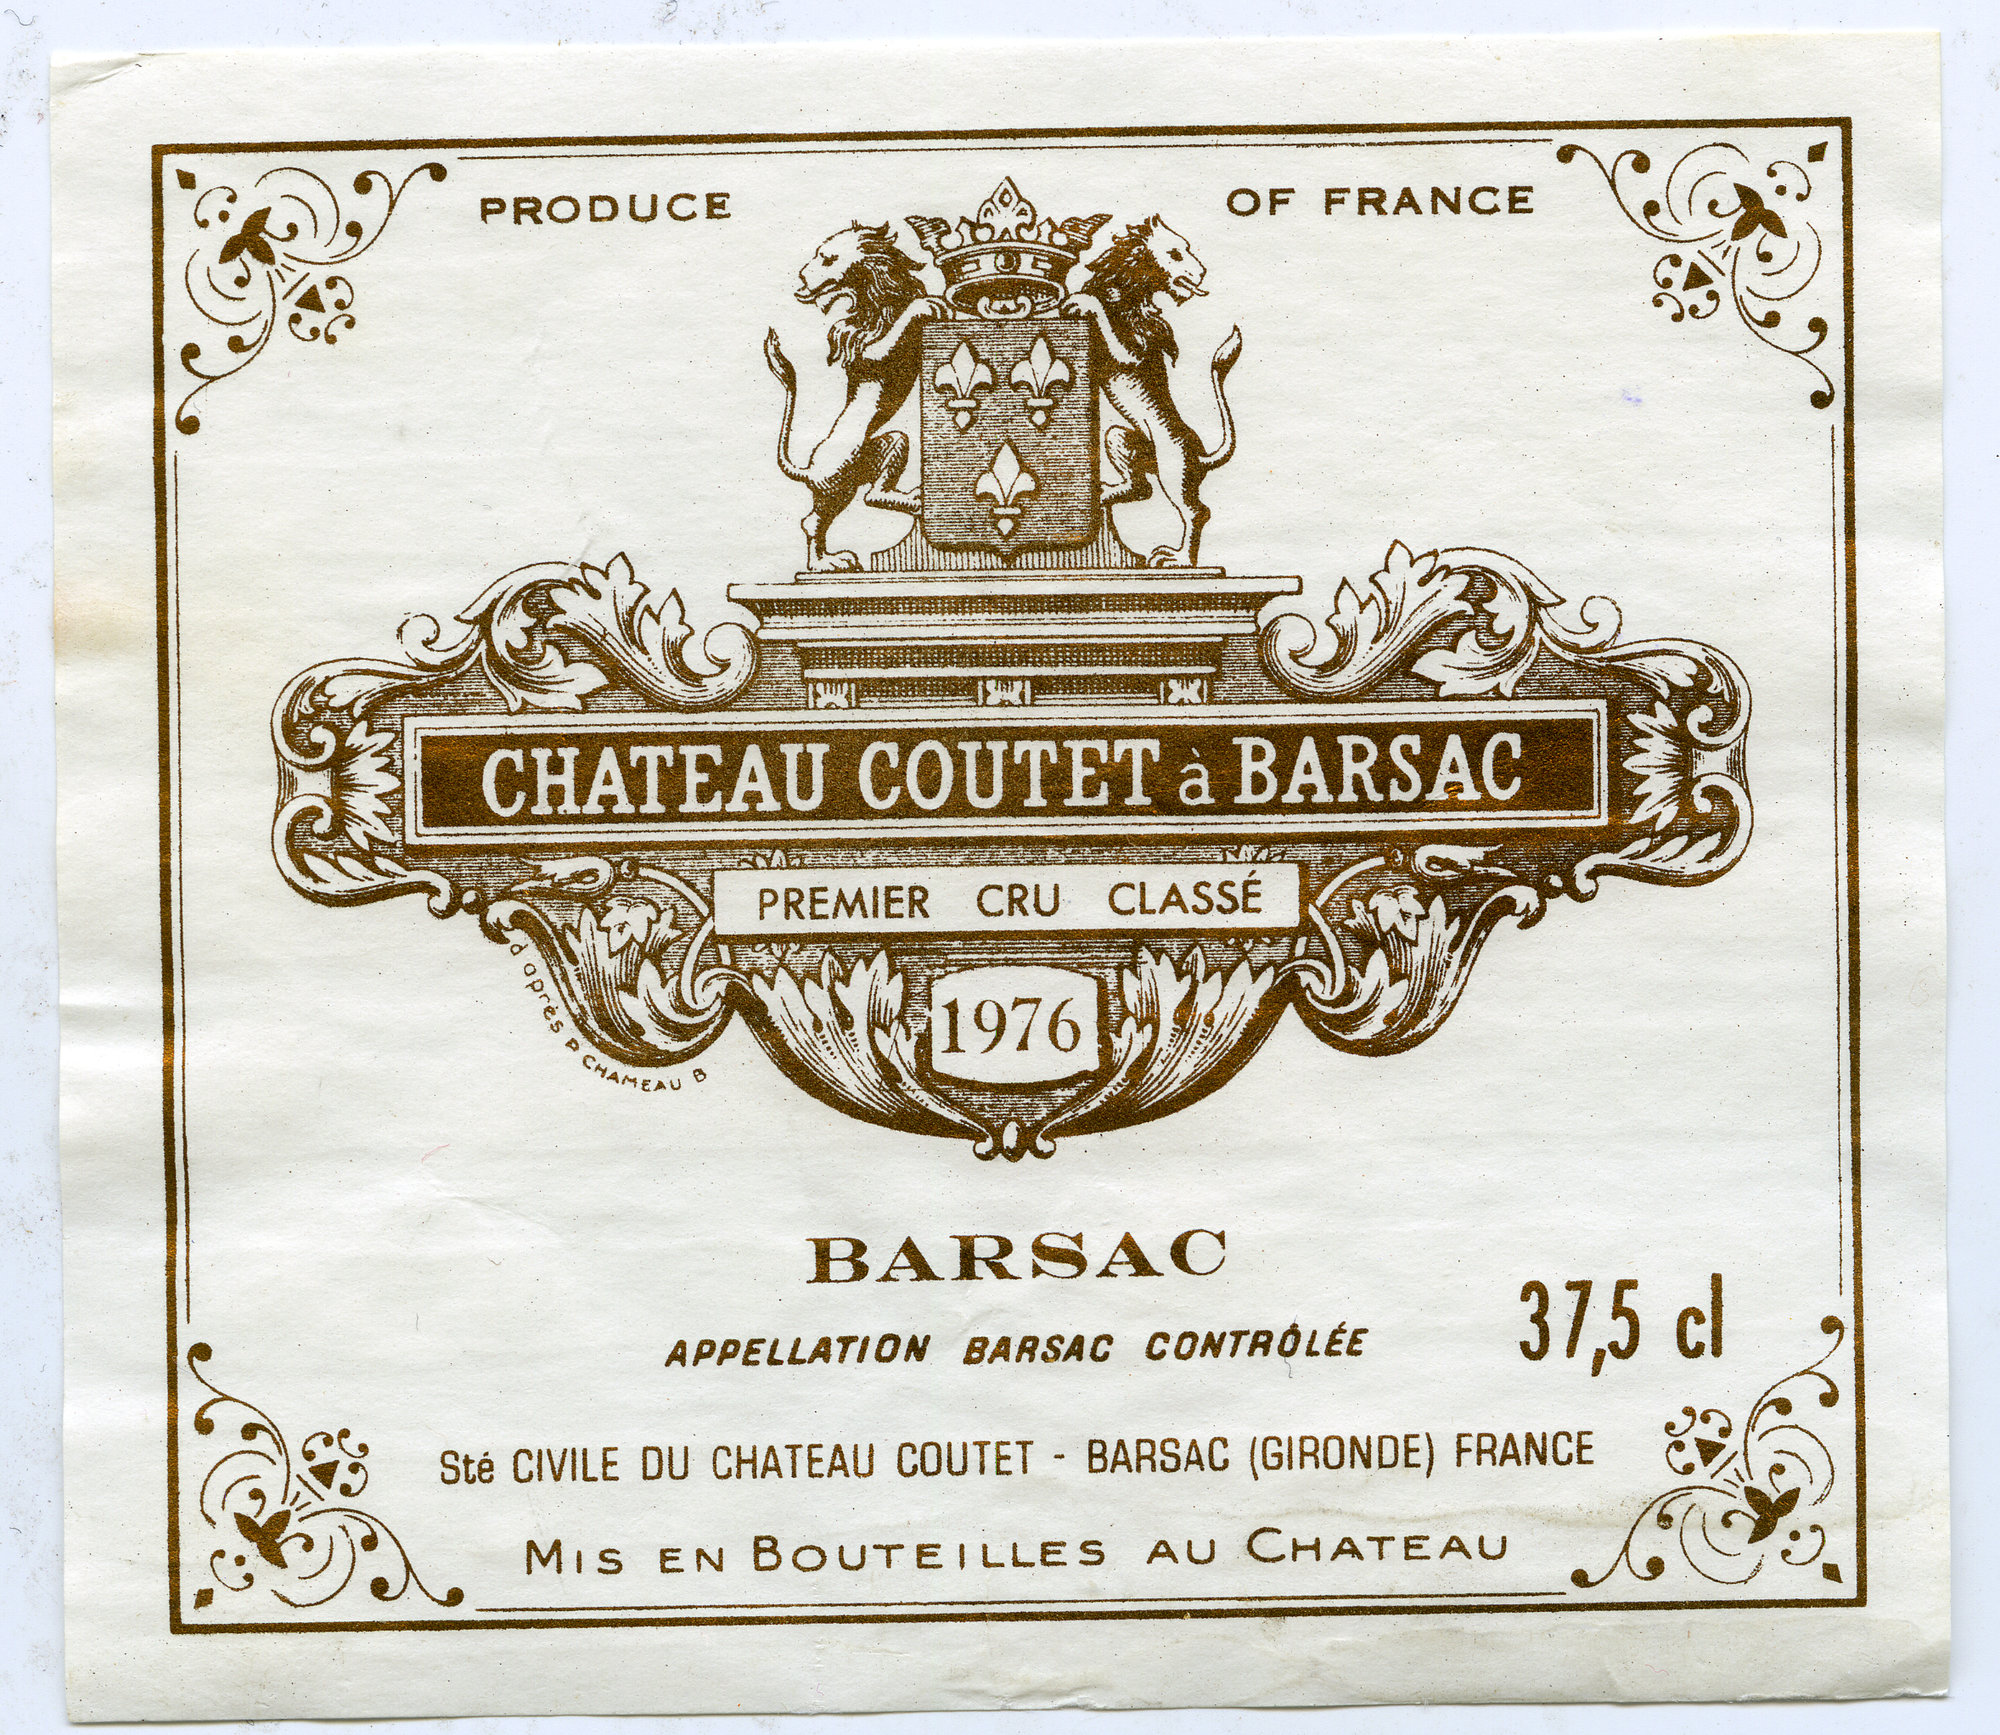 PRODUCE OF FRANCE
CHATEAU COUTET à BARSAC
PREMIER CRU CLASSÉ
1976
d'après P CHAMEAU B
BARSAC
APPELLATION BARSAC CONTRÔLÉE
37,5 cl
Sté CIVILE DU CHATEAU COUTET - BARSAC (GIRONDE) FRANCE
MIS EN BOUTEILLES AU CHATEAU